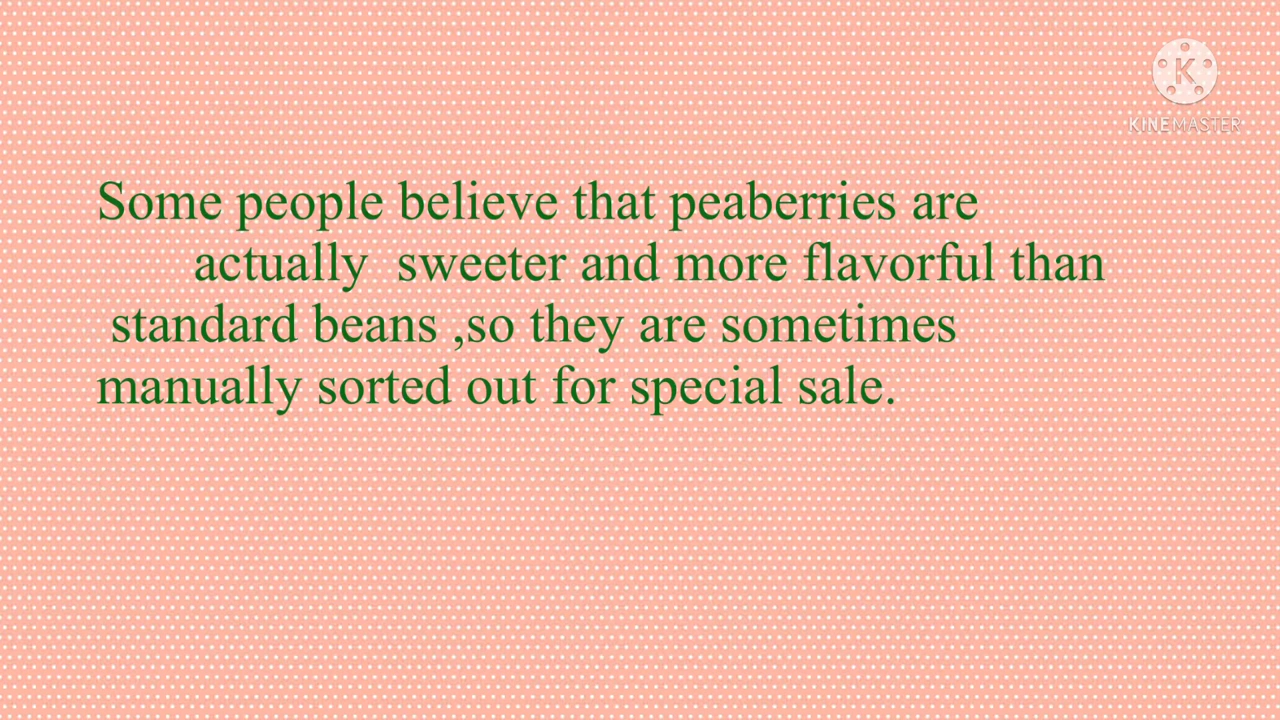 KINEMASTER
Some people believe that peaberries are
actually  sweeter and more flavorful than
standard beans ,so they are sometimes
manually sorted out for special sale.